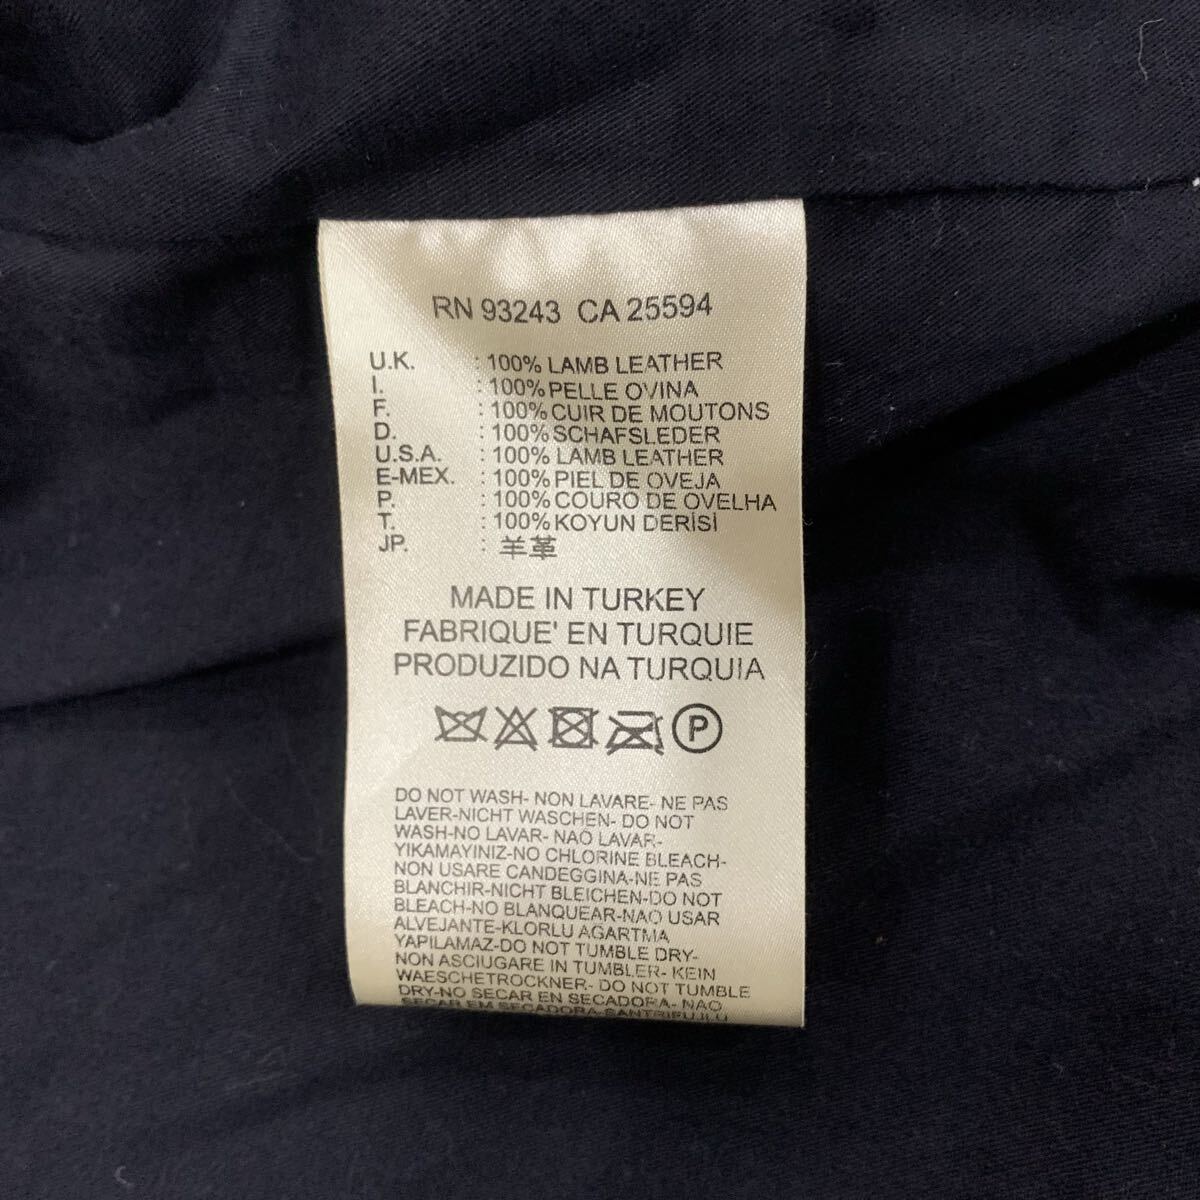 RN 93243 CA 25594
U.K. : 100% LAMB LEATHER
I. : 100% PELLE OVINA
F. : 100% CUIR DE MOUTONS
D. : 100% SCHAFSLEDER
U.S.A. : 100% LAMB LEATHER
E-MEX. : 100% PIEL DE OVEJA
P. : 100% COURO DE OVELHA
T. : 100% KOYUN DERİSİ
JP. : 羊革
MADE IN TURKEY
FABRIQUE' EN TURQUIE
PRODUZIDO NA TURQUIA
P
DO NOT WASH- NON LAVARE- NE PAS
LAVER-NICHT WASCHEN- DO NOT
WASH-NO LAVAR- NAO LAVAR-
YIKAMAYINIZ-NO CHLORINE BLEACH-
NON USARE CANDEGGINA-NE PAS
BLANCHIR-NICHT BLEICHEN-DO NOT
BLEACH-NO BLANQUEAR-NAO USAR
ALVEJANTE-KLORLU AGARTMA
YAPILAMAZ-DO NOT TUMBLE DRY-
NON ASCIUGARE IN TUMBLER- KEIN
WAESCHETROCKNER- DO NOT TUMBLE
DRY-NO SECAR EN SECADORA- NAO
SECAR EM SECADORA-SANTRIFUJLU